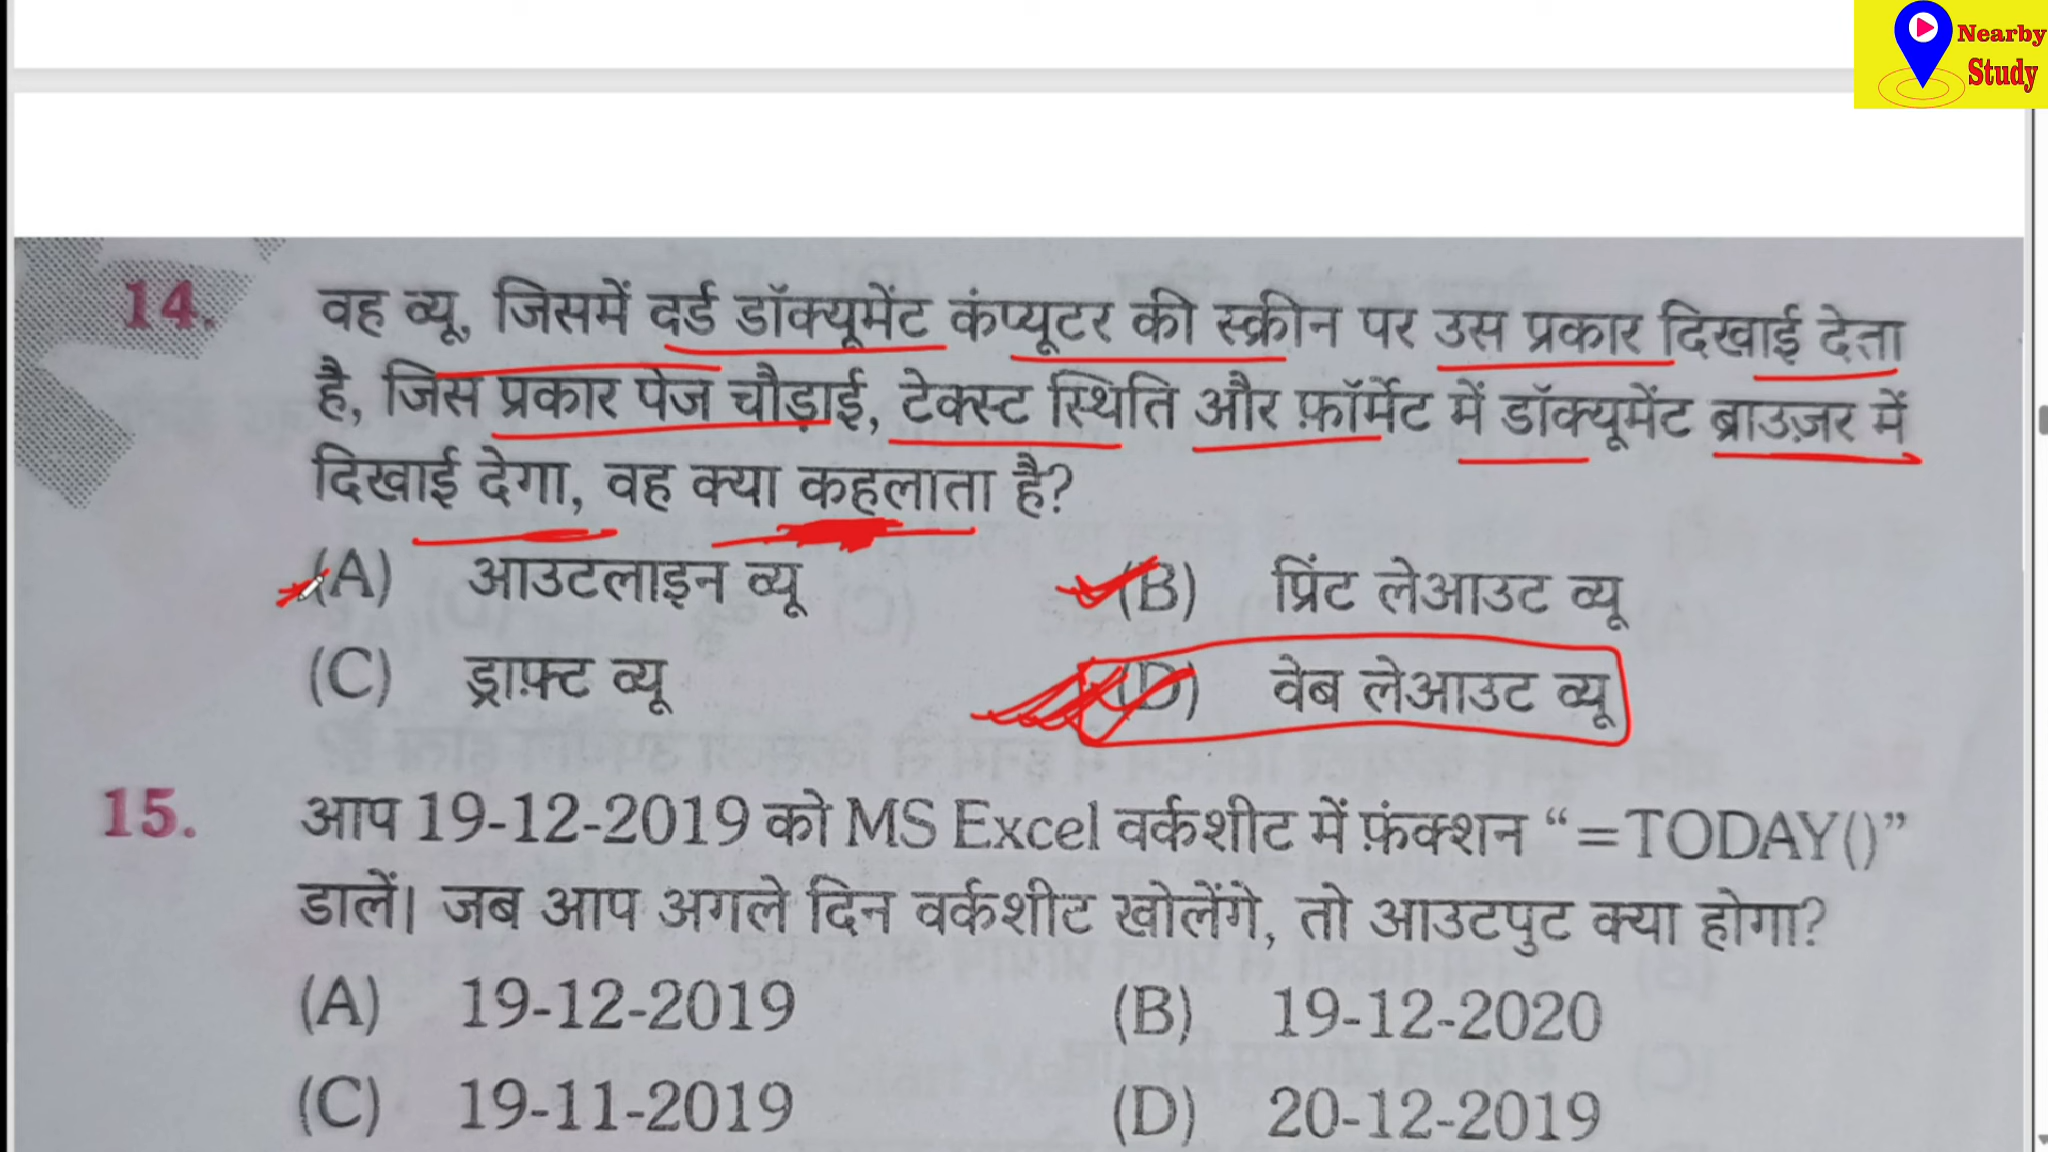 Nearby
Study
14. वह व्यू, जिसमें वर्ड डॉक्यूमेंट कंप्यूटर की स्क्रीन पर उस प्रकार दिखाई देता
है, जिस प्रकार पेज चौड़ाई, टेक्स्ट स्थिति और फ़ॉर्मेट में डॉक्यूमेंट ब्राउज़र में
दिखाई देगा, वह क्या कहलाता है?
(A) आउटलाइन व्यू (B) प्रिंट लेआउट व्यू
(C) ड्राफ़्ट व्यू (D) वेब लेआउट व्यू
15. आप 19-12-2019 को MS Excel वर्कशीट में फ़ंक्शन “=TODAY()”
डालें। जब आप अगले दिन वर्कशीट खोलेंगे, तो आउटपुट क्या होगा?
(A) 19-12-2019 (B) 19-12-2020
(C) 19-11-2019 (D) 20-12-2019